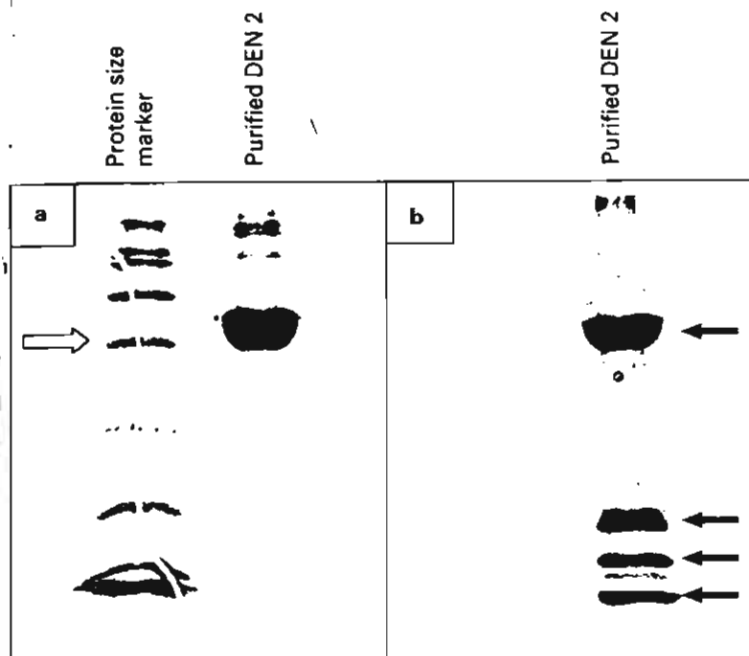 Protein size
marker
Purified DEN 2
Purified DEN 2
a
b